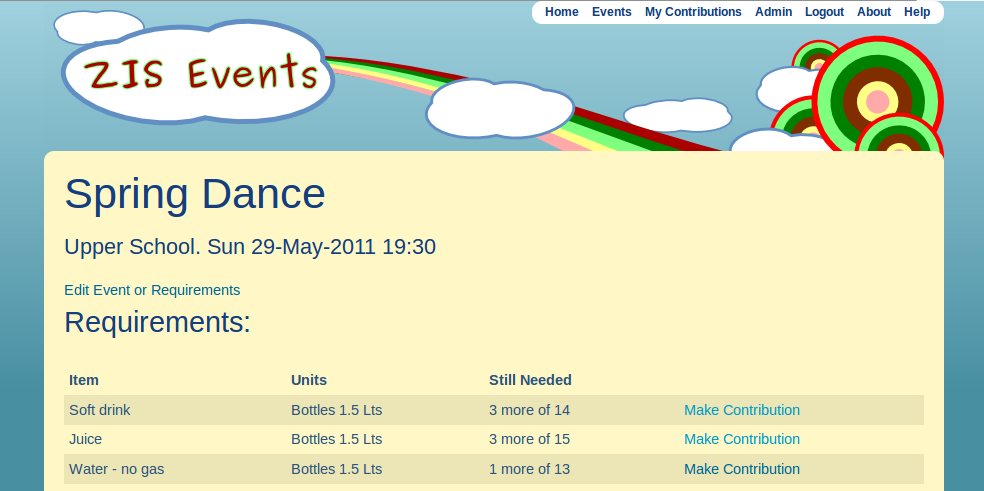 Home Events My Contributions Admin Logout About Help
ZIS Events
Spring Dance
Upper School. Sun 29-May-2011 19:30
Edit Event or Requirements
Requirements:
Item Units Still Needed
Soft drink Bottles 1.5 Lts 3 more of 14 Make Contribution
Juice Bottles 1.5 Lts 3 more of 15 Make Contribution
Water - no gas Bottles 1.5 Lts 1 more of 13 Make Contribution